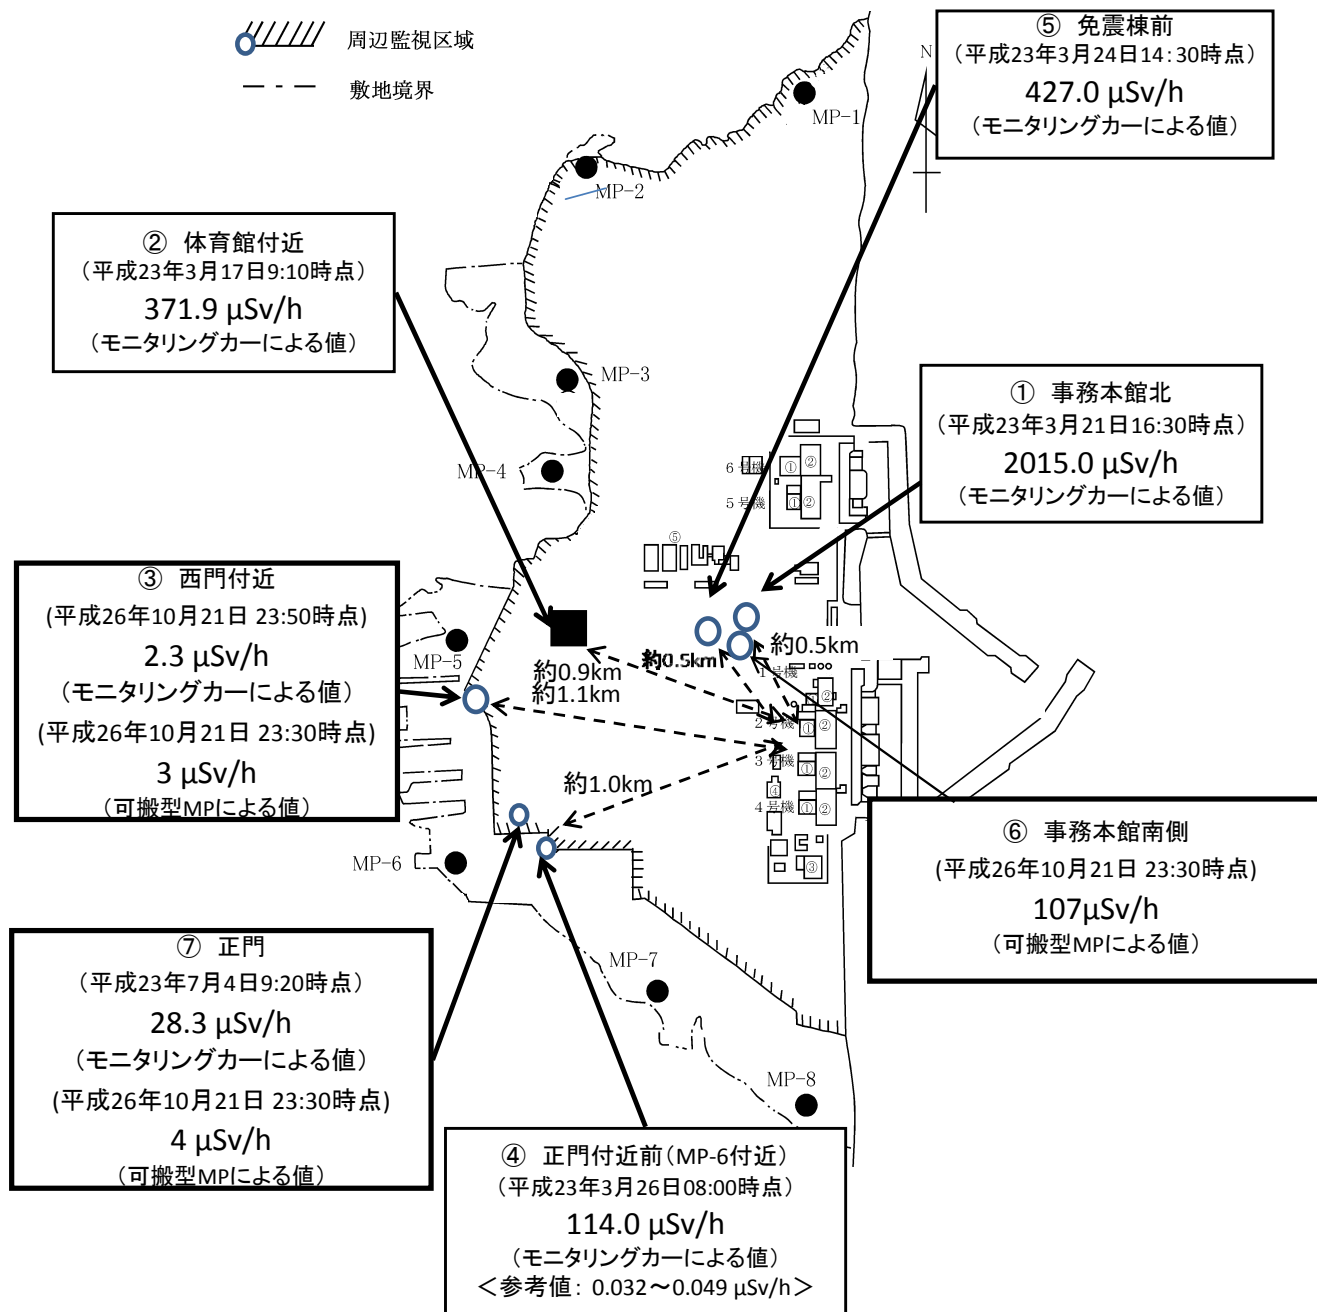 周辺監視区域
敷地境界
⑤ 免震棟前
(平成23年3月24日14:30時点)
427.0 µSv/h
(モニタリングカーによる値)
N
MP-1
MP-2
② 体育館付近
(平成23年3月17日9:10時点)
371.9 µSv/h
(モニタリングカーによる値)
MP-3
① 事務本館北
(平成23年3月21日16:30時点)
2015.0 µSv/h
(モニタリングカーによる値)
MP-4
6号機
① ②
5号機
① ②
⑤
③ 西門付近
(平成26年10月21日 23:50時点)
2.3 µSv/h
(モニタリングカーによる値)
(平成26年10月21日 23:30時点)
3 µSv/h
(可搬型MPによる値)
MP-5
約0.9km
約1.1km
約0.5km
約0.5km
1号機
②
2号機
① ②
3号機
① ②
④
4号機
① ②
③
約1.0km
MP-6
⑥ 事務本館南側
(平成26年10月21日 23:30時点)
107µSv/h
(可搬型MPによる値)
⑦ 正門
(平成23年7月4日9:20時点)
28.3 µSv/h
(モニタリングカーによる値)
(平成26年10月21日 23:30時点)
4 µSv/h
(可搬型MPによる値)
MP-7
MP-8
④ 正門付近前(MP-6付近)
(平成23年3月26日08:00時点)
114.0 µSv/h
(モニタリングカーによる値)
<参考値: 0.032～0.049 µSv/h>